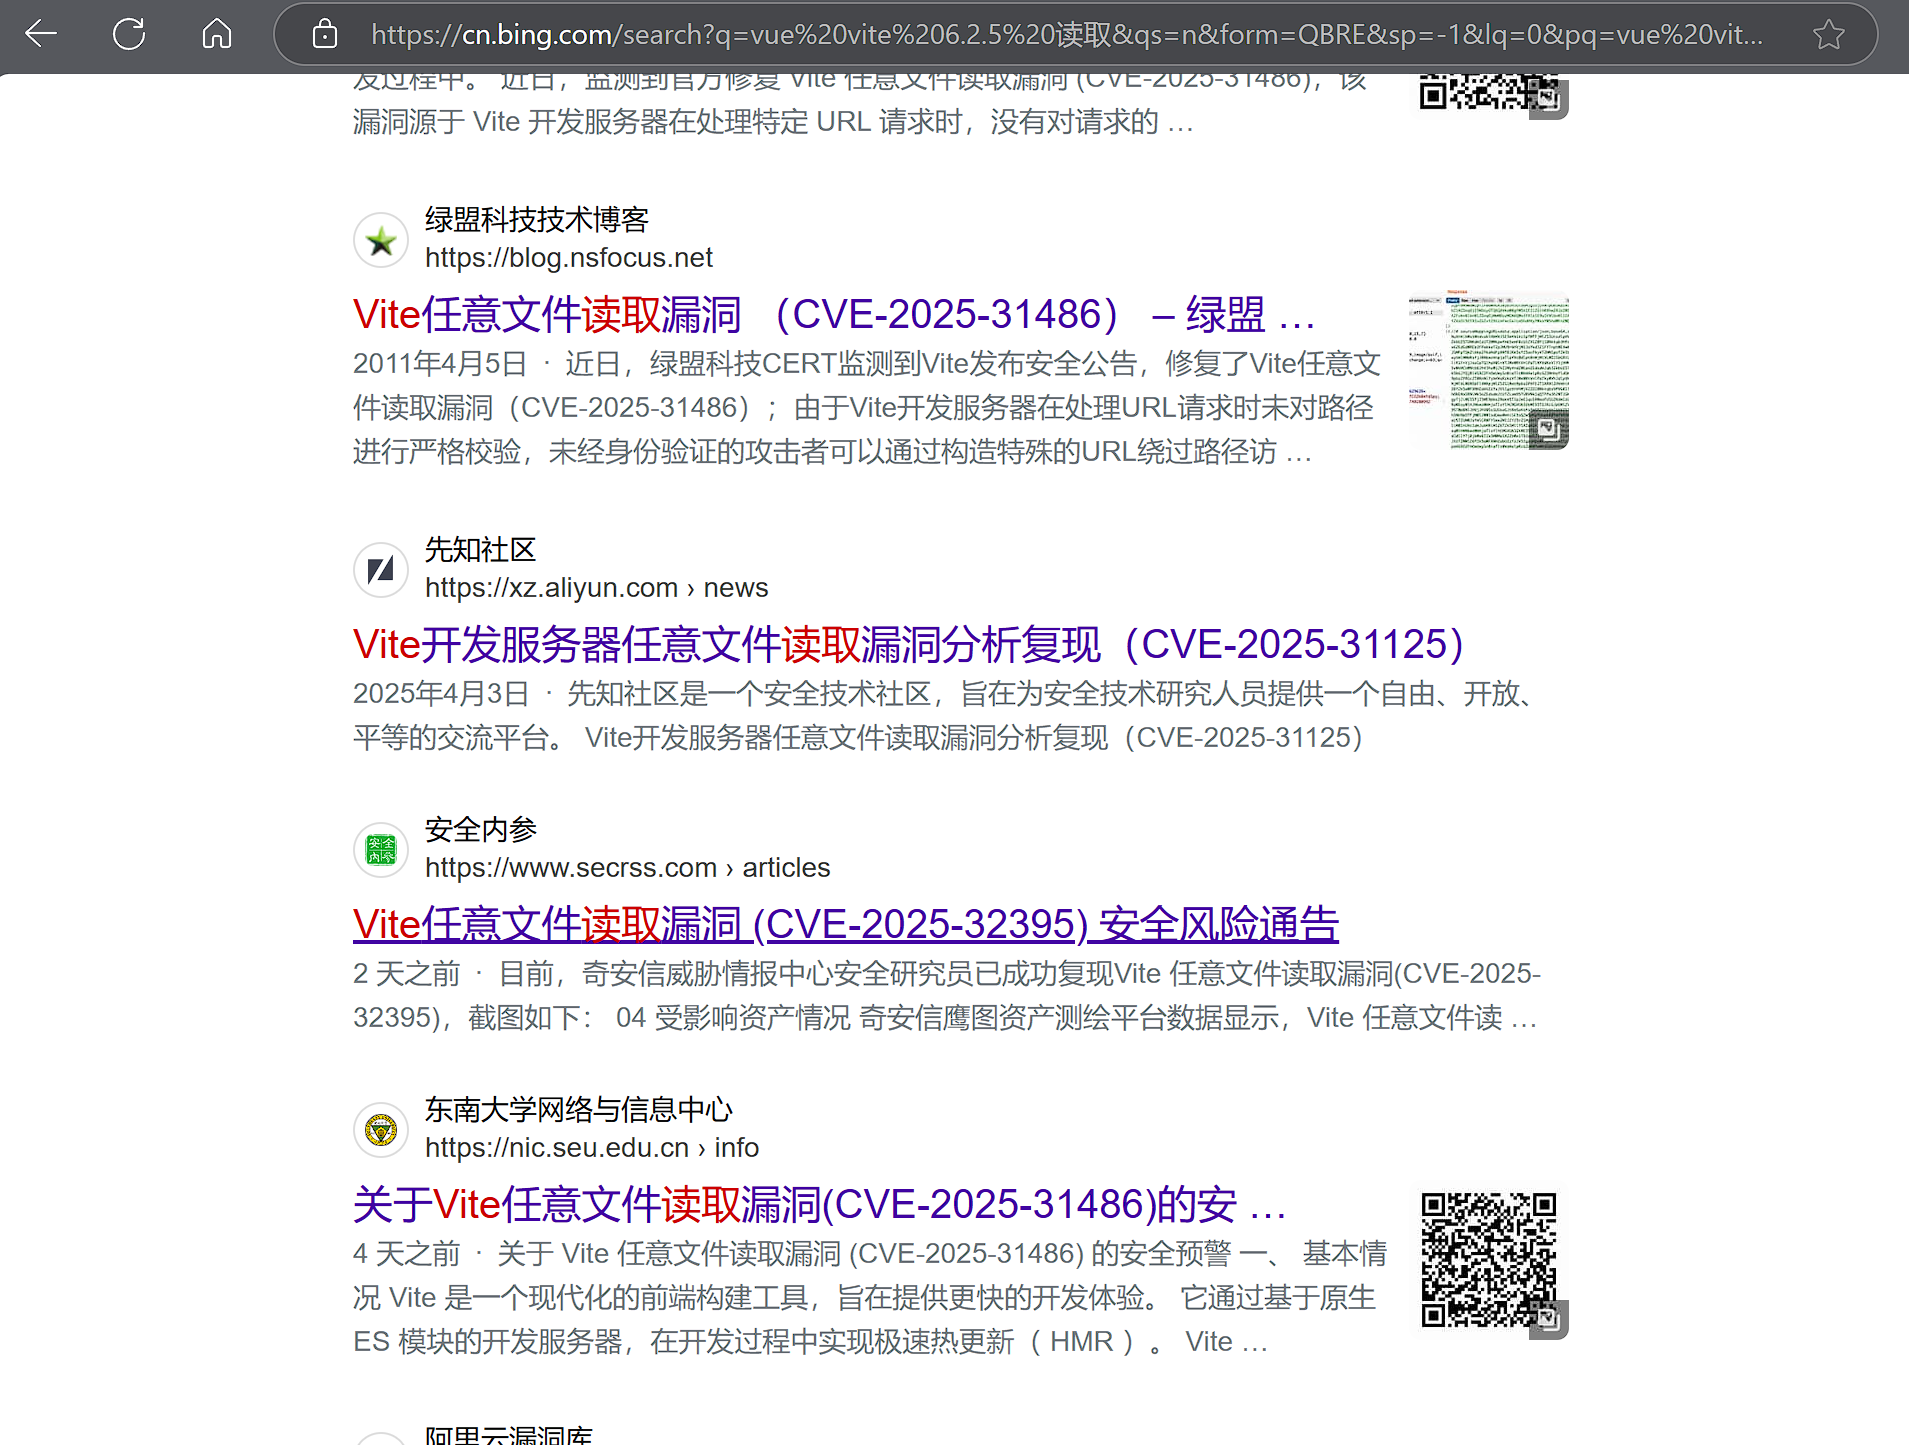 https://cn.bing.com/search?q=vue%20vite%206.2.5%20读取&qs=n&form=QBRE&sp=-1&lq=0&pq=vue%20vit...
发过程中。 近日，监测到官方修复 Vite 任意文件读取漏洞 (CVE-2025-31486)，该
漏洞源于 Vite 开发服务器在处理特定 URL 请求时，没有对请求的 …
绿盟科技技术博客
https://blog.nsfocus.net
Vite任意文件读取漏洞 （CVE-2025-31486） – 绿盟 …
2011年4月5日 · 近日，绿盟科技CERT监测到Vite发布安全公告，修复了Vite任意文
件读取漏洞（CVE-2025-31486）；由于Vite开发服务器在处理URL请求时未对路径
进行严格校验，未经身份验证的攻击者可以通过构造特殊的URL绕过路径访 …
先知社区
https://xz.aliyun.com › news
Vite开发服务器任意文件读取漏洞分析复现（CVE-2025-31125）
2025年4月3日 · 先知社区是一个安全技术社区，旨在为安全技术研究人员提供一个自由、开放、
平等的交流平台。 Vite开发服务器任意文件读取漏洞分析复现（CVE-2025-31125）
安全内参
https://www.secrss.com › articles
Vite任意文件读取漏洞 (CVE-2025-32395) 安全风险通告
2 天之前 · 目前，奇安信威胁情报中心安全研究员已成功复现Vite 任意文件读取漏洞(CVE-2025-
32395)，截图如下： 04 受影响资产情况 奇安信鹰图资产测绘平台数据显示，Vite 任意文件读 …
东南大学网络与信息中心
https://nic.seu.edu.cn › info
关于Vite任意文件读取漏洞(CVE-2025-31486)的安 …
4 天之前 · 关于 Vite 任意文件读取漏洞 (CVE-2025-31486) 的安全预警 一、 基本情
况 Vite 是一个现代化的前端构建工具，旨在提供更快的开发体验。 它通过基于原生
ES 模块的开发服务器，在开发过程中实现极速热更新（ HMR ）。 Vite …
阿里云漏洞库